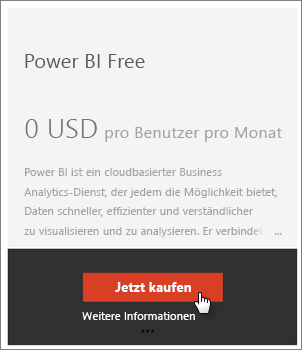 Power BI Free
0 USD pro Benutzer pro Monat
Power BI ist ein cloudbasierter Business
Analytics-Dienst, der jedem die Möglichkeit bietet,
Daten schneller, effizienter und verständlicher
zu visualisieren und zu analysieren. Er verbindet ...
Jetzt kaufen
Weitere Informationen
•••